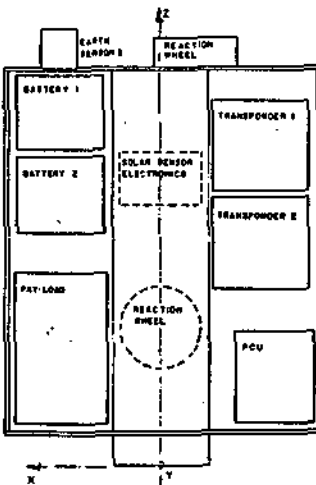 Z
EARTH
SENSORS
REACTION
WHEEL
BATTERY 1
TRANSPONDER 1
SOLAR SENSOR
ELECTRONICS
BATTERY 2
TRANSPONDER 2
PAY-LOAD
REACTION
WHEEL
PCU
X
Y